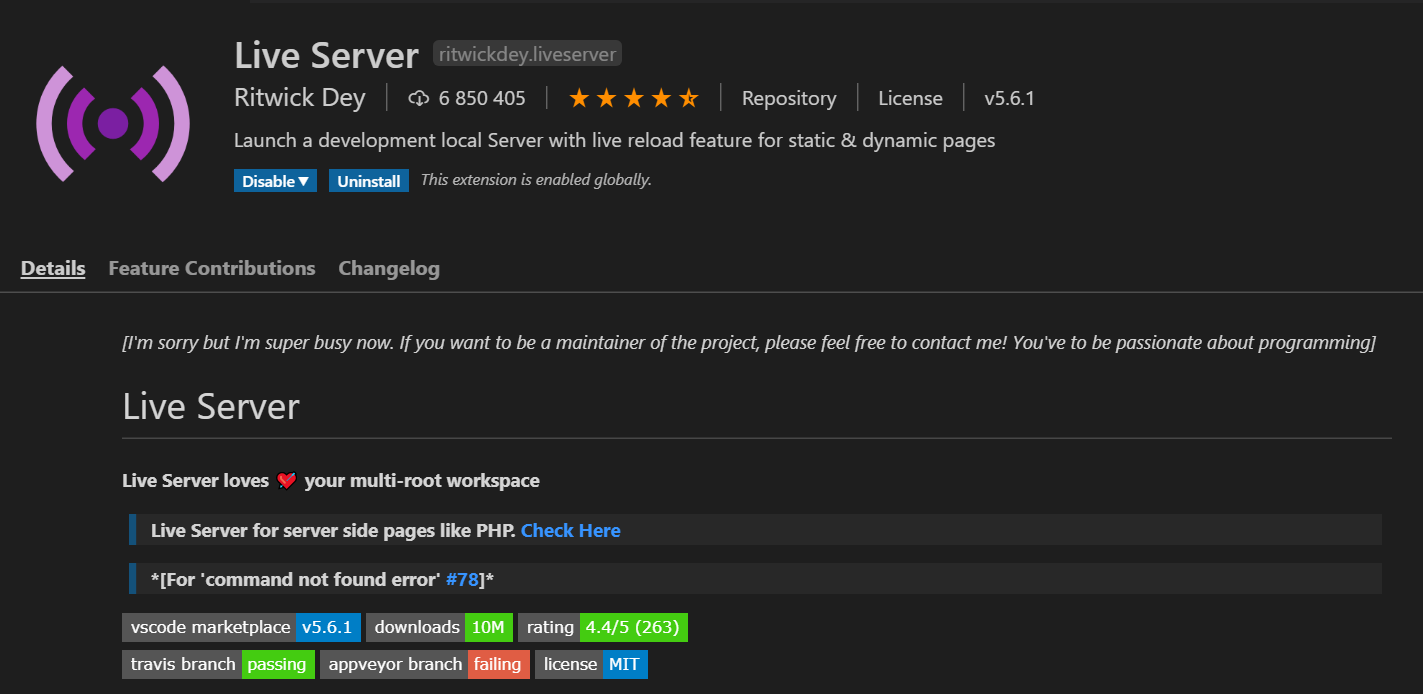 Live Server ritwickdey.liveserver
Ritwick Dey 6 850 405 Repository License v5.6.1
Launch a development local Server with live reload feature for static & dynamic pages
Disable Uninstall This extension is enabled globally.
Details Feature Contributions Changelog
[I'm sorry but I'm super busy now. If you want to be a maintainer of the project, please feel free to contact me! You've to be passionate about programming]
Live Server
Live Server loves ❤ your multi-root workspace
Live Server for server side pages like PHP. Check Here
*[For 'command not found error' #78]*
vscode marketplace v5.6.1 downloads 10M rating 4.4/5 (263)
travis branch passing appveyor branch failing license MIT